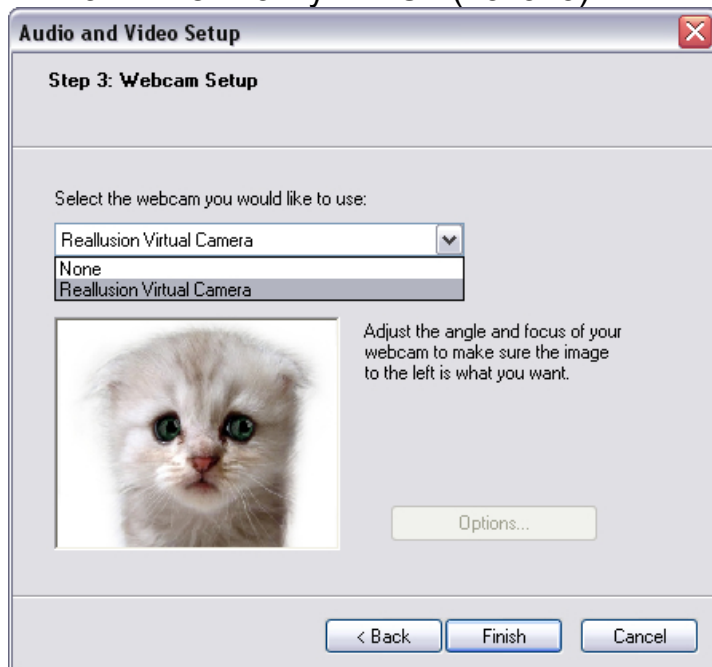 Audio and Video Setup
Step 3: Webcam Setup
Select the webcam you would like to use:
Reallusion Virtual Camera
None
Reallusion Virtual Camera
Adjust the angle and focus of your
webcam to make sure the image
to the left is what you want.
Options...
< Back
Finish
Cancel